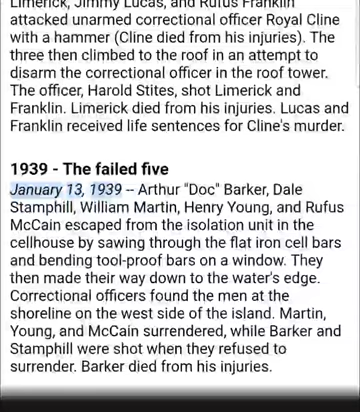 Limerick, Jimmy Lucas, and Rufus Franklin
attacked unarmed correctional officer Royal Cline
with a hammer (Cline died from his injuries). The
three then climbed to the roof in an attempt to
disarm the correctional officer in the roof tower.
The officer, Harold Stites, shot Limerick and
Franklin. Limerick died from his injuries. Lucas and
Franklin received life sentences for Cline's murder.
1939 - The failed five
January 13, 1939 -- Arthur "Doc" Barker, Dale
Stamphill, William Martin, Henry Young, and Rufus
McCain escaped from the isolation unit in the
cellhouse by sawing through the flat iron cell bars
and bending tool-proof bars on a window. They
then made their way down to the water's edge.
Correctional officers found the men at the
shoreline on the west side of the island. Martin,
Young, and McCain surrendered, while Barker and
Stamphill were shot when they refused to
surrender. Barker died from his injuries.